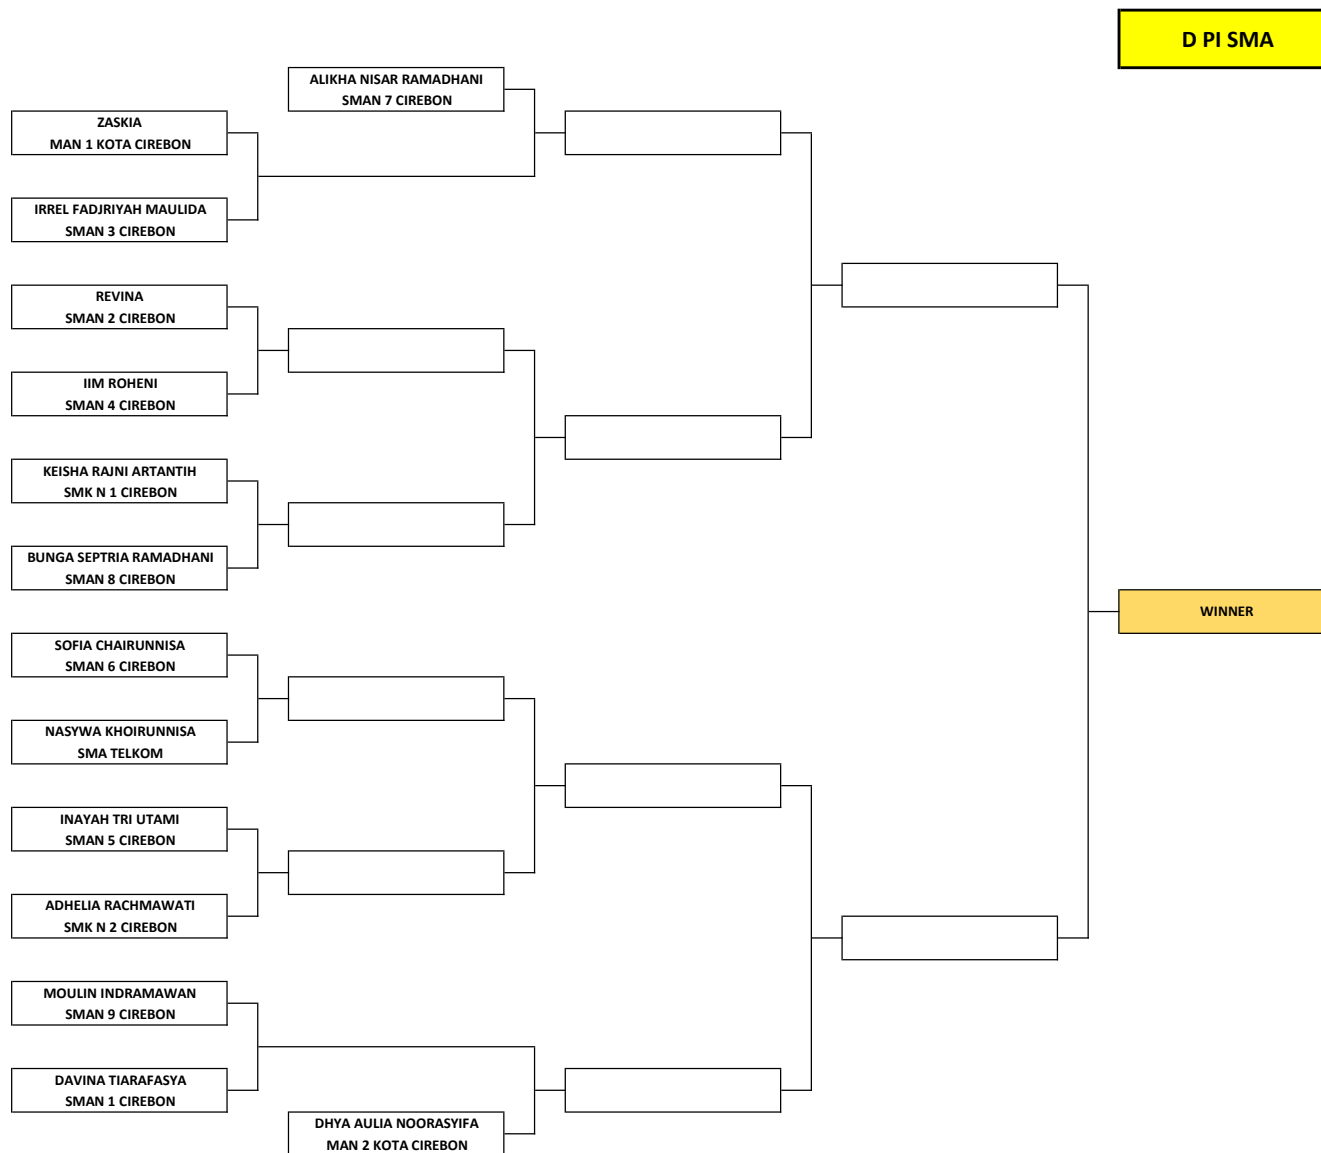 D PI SMA
ALIKHA NISAR RAMADHANI
SMAN 7 CIREBON
ZASKIA
MAN 1 KOTA CIREBON
IRREL FADJRIYAH MAULIDA
SMAN 3 CIREBON
REVINA
SMAN 2 CIREBON
IIM ROHENI
SMAN 4 CIREBON
KEISHA RAJNI ARTANTIH
SMK N 1 CIREBON
BUNGA SEPTRIA RAMADHANI
SMAN 8 CIREBON
WINNER
SOFIA CHAIRUNNISA
SMAN 6 CIREBON
NASYWA KHOIRUNNISA
SMA TELKOM
INAYAH TRI UTAMI
SMAN 5 CIREBON
ADHELIA RACHMAWATI
SMK N 2 CIREBON
MOULIN INDRAMAWAN
SMAN 9 CIREBON
DAVINA TIARAFASYA
SMAN 1 CIREBON
DHYA AULIA NOORASYIFA
MAN 2 KOTA CIREBON